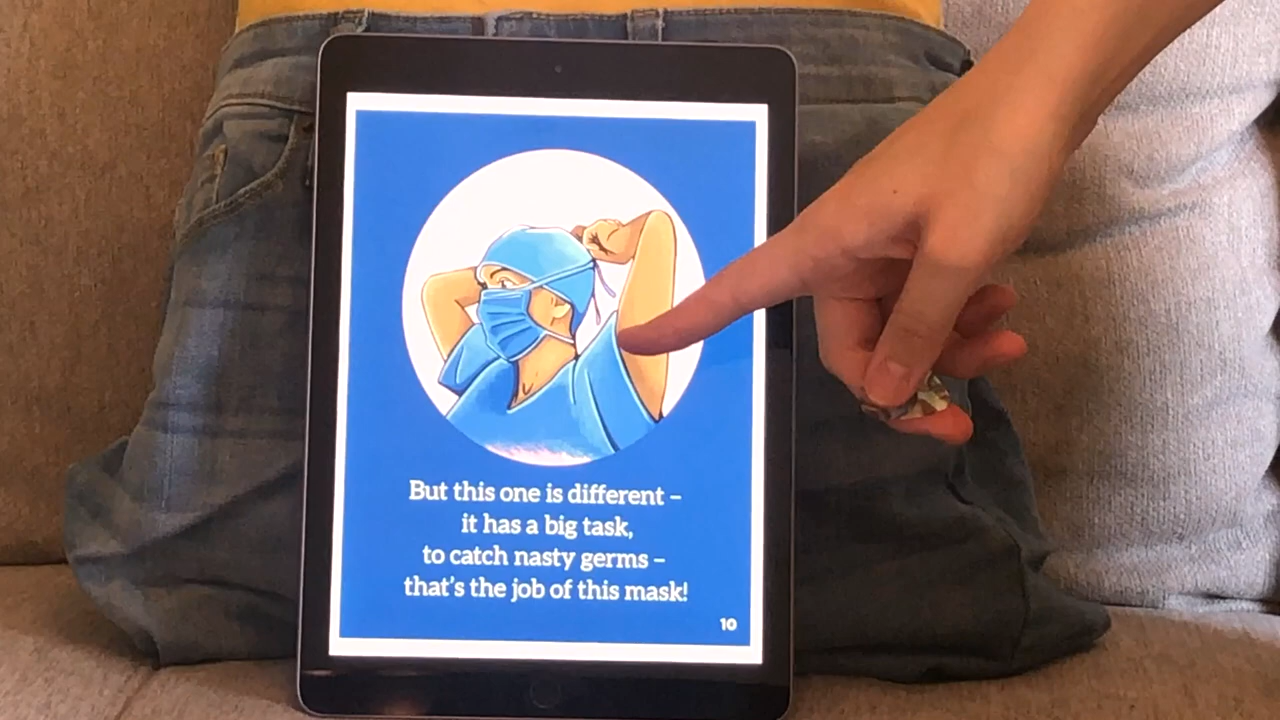 But this one is different –
it has a big task,
to catch nasty germs –
that's the job of this mask!
10